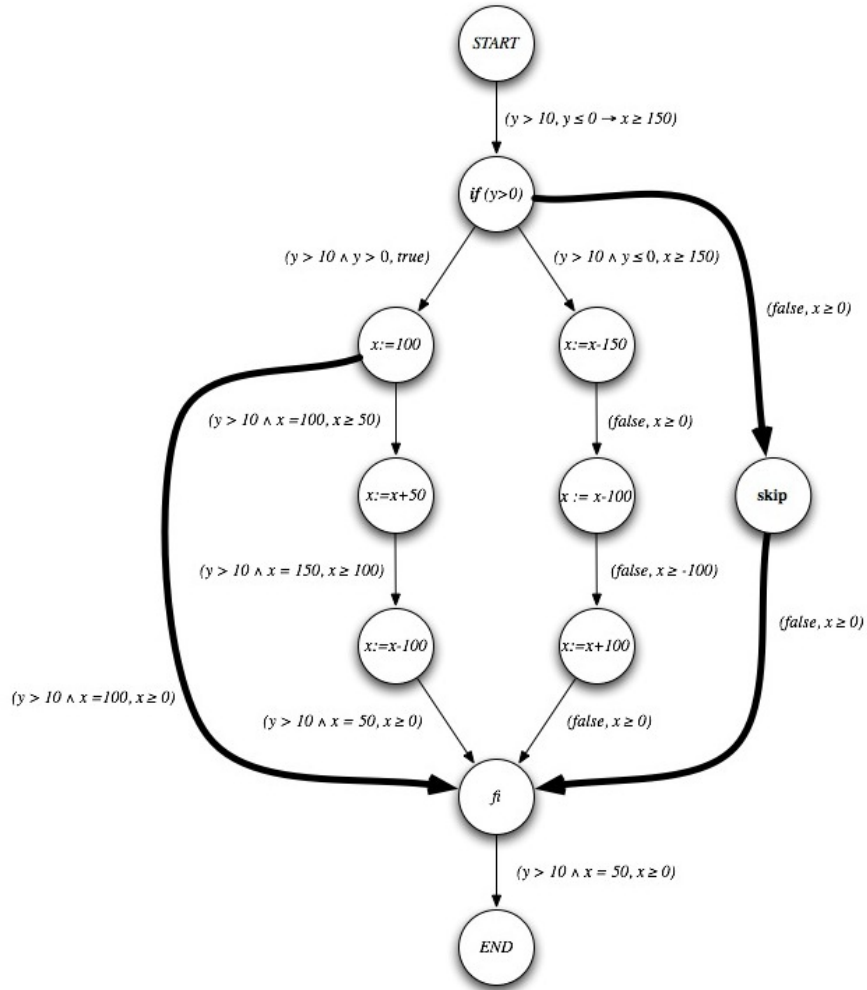 START
(y > 10, y ≤ 0 → x ≥ 150)
if (y>0)
(y > 10 ∧ y > 0, true)
(y > 10 ∧ y ≤ 0, x ≥ 150)
(false, x ≥ 0)
x:=100
x:=x-150
(y > 10 ∧ x =100, x ≥ 50)
(false, x ≥ 0)
x:=x+50
x := x-100
skip
(y > 10 ∧ x = 150, x ≥ 100)
(false, x ≥ -100)
(false, x ≥ 0)
x:=x-100
x:=x+100
(y > 10 ∧ x =100, x ≥ 0)
(y > 10 ∧ x = 50, x ≥ 0)
(false, x ≥ 0)
fi
(y > 10 ∧ x = 50, x ≥ 0)
END